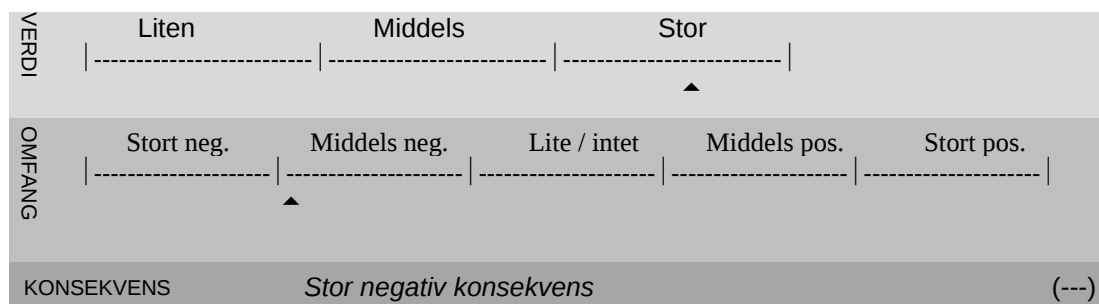 VERDI
Liten Middels Stor
|--------------------------|--------------------------|--------------------------|
OMFANG
Stort neg. Middels neg. Lite / intet Middels pos. Stort pos.
|---------------------|---------------------|---------------------|---------------------|---------------------|
KONSEKVENS Stor negativ konsekvens (---)